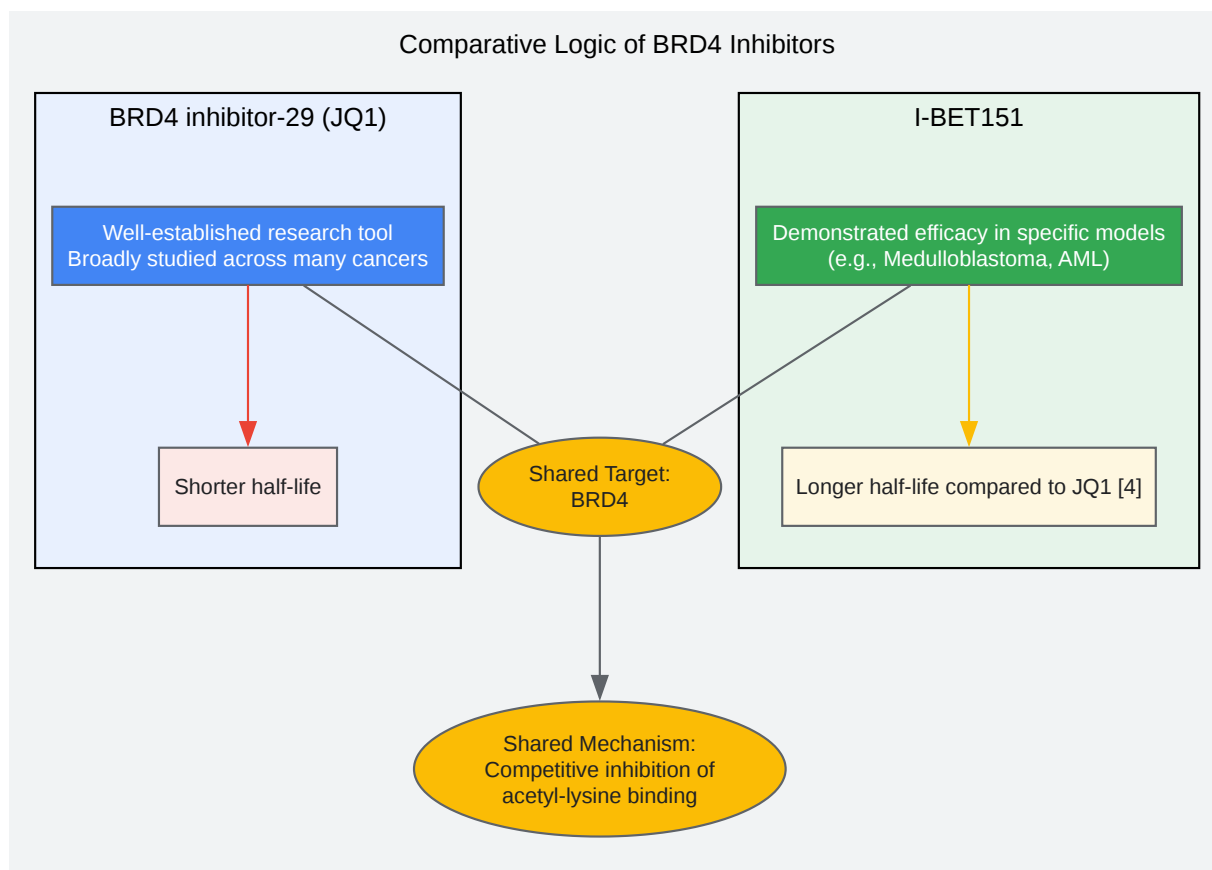 Comparative Logic of BRD4 Inhibitors
BRD4 inhibitor-29 (JQ1)
Well-established research tool
Broadly studied across many cancers
Shorter half-life
I-BET151
Demonstrated efficacy in specific models
(e.g., Medulloblastoma, AML)
Longer half-life compared to JQ1 [4]
Shared Target:
BRD4
Shared Mechanism:
Competitive inhibition of
acetyl-lysine binding